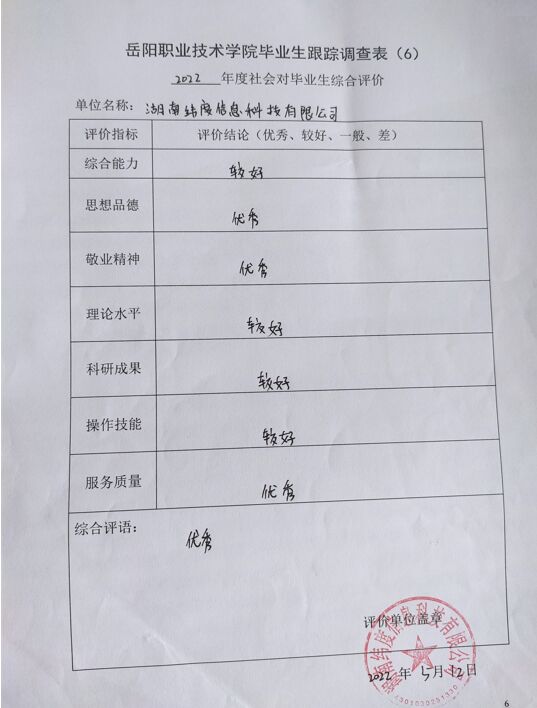 岳阳职业技术学院毕业生跟踪调查表（6）
2022 年度社会对毕业生综合评价
单位名称：湖南纬度信息科技有限公司
评价指标 评价结论（优秀、较好、一般、差）
综合能力 较好
思想品德 优秀
敬业精神 优秀
理论水平 较好
科研成果 较好
操作技能 较好
服务质量 优秀
综合评语：
优秀
评价单位盖章
湖南纬度信息科技有限公司
2022 年 5月 12日
6